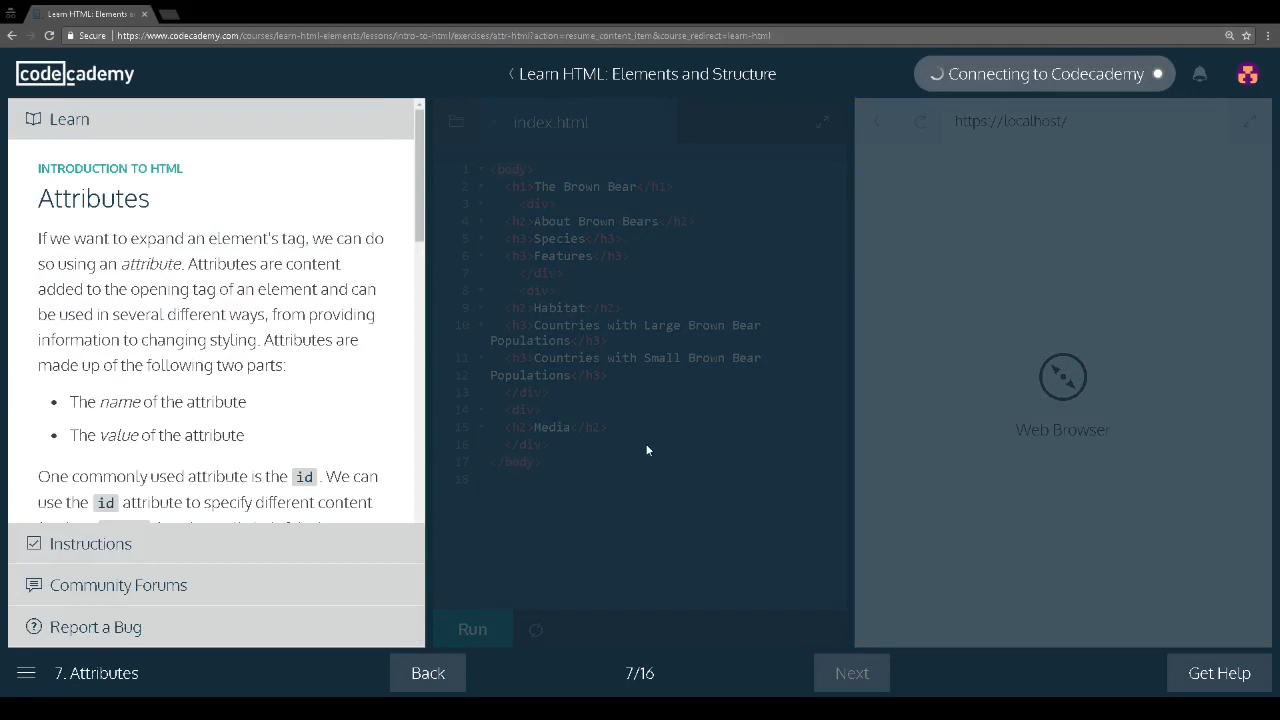 Learn HTML: Elements an
Secure
https://www.codecademy.com/courses/learn-html-elements/lessons/intro-to-html/exercises/attr-html?action=resume_content_item&course_redirect=learn-html
codecademy
Learn HTML: Elements and Structure
Connecting to Codecademy
Learn
INTRODUCTION TO HTML
Attributes
If we want to expand an element's tag, we can do
so using an attribute. Attributes are content
added to the opening tag of an element and can
be used in several different ways, from providing
information to changing styling. Attributes are
made up of the following two parts:
• The name of the attribute
• The value of the attribute
One commonly used attribute is the id. We can
use the id attribute to specify different content
Instructions
Community Forums
Report a Bug
index.html
1 <body>
2 <h1>The Brown Bear</h1>
3 <div>
4 <h2>About Brown Bears</h2>
5 <h3>Species</h3>
6 <h3>Features</h3>
7 </div>
8 <div>
9 <h2>Habitat</h2>
10 <h3>Countries with Large Brown Bear
Populations</h3>
11 <h3>Countries with Small Brown Bear
12 Populations</h3>
13 </div>
14 <div>
15 <h2>Media</h2>
16 </div>
17 </body>
18
Run
https://localhost/
Web Browser
7. Attributes
Back
7/16
Next
Get Help